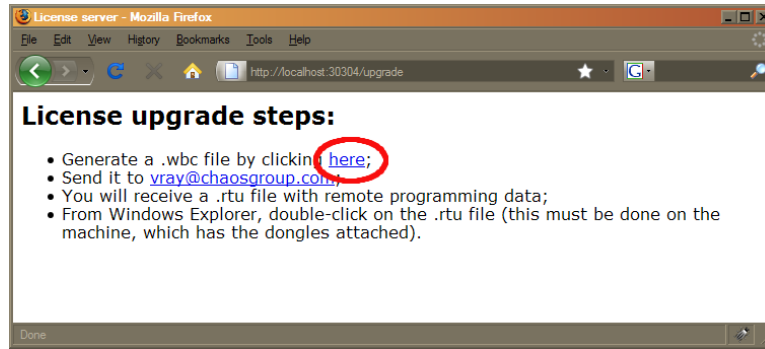 License server - Mozilla Firefox
File Edit View History Bookmarks Tools Help
http://localhost:30304/upgrade
G
License upgrade steps:
• Generate a .wbc file by clicking here;
• Send it to vray@chaosgroup.com;
• You will receive a .rtu file with remote programming data;
• From Windows Explorer, double-click on the .rtu file (this must be done on the
machine, which has the dongles attached).
Done